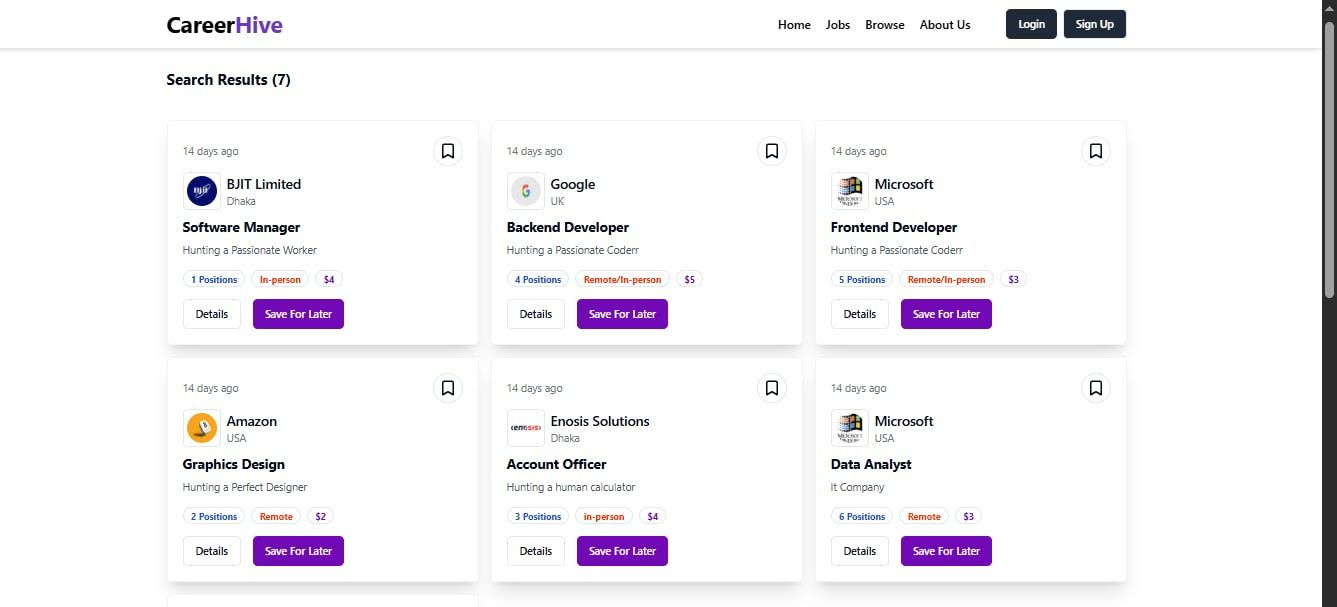 CareerHive
Home Jobs Browse About Us Login Sign Up
Search Results (7)
14 days ago
BJIT
BJIT Limited
Dhaka
Software Manager
Hunting a Passionate Worker
1 Positions In-person $4
Details Save For Later
14 days ago
G
Google
UK
Backend Developer
Hunting a Passionate Coderr
4 Positions Remote/In-person $5
Details Save For Later
14 days ago
Microsoft
USA
Frontend Developer
Hunting a Passionate Coderr
5 Positions Remote/In-person $3
Details Save For Later
14 days ago
Amazon
USA
Graphics Design
Hunting a Perfect Designer
2 Positions Remote $2
Details Save For Later
14 days ago
enosis
Enosis Solutions
Dhaka
Account Officer
Hunting a human calculator
3 Positions in-person $4
Details Save For Later
14 days ago
Microsoft
USA
Data Analyst
It Company
6 Positions Remote $3
Details Save For Later